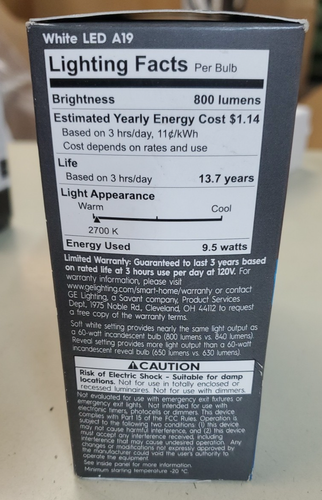 White LED A19
Lighting Facts Per Bulb
Brightness 800 lumens
Estimated Yearly Energy Cost $1.14
Based on 3 hrs/day, 11¢/kWh
Cost depends on rates and use
Life
Based on 3 hrs/day 13.7 years
Light Appearance
Warm Cool
2700 K
Energy Used 9.5 watts
Limited Warranty: Guaranteed to last 3 years based
on rated life at 3 hours use per day at 120V. For
warranty information, please visit
www.gelighting.com/smart-home/warranty or contact
GE Lighting, a Savant company, Product Services
Dept, 1975 Noble Rd, Cleveland, OH 44112 to request
a free copy of the warranty terms.
Soft white setting provides nearly the same light output as
a 60-watt incandescent bulb (800 lumens vs. 840 lumens).
Reveal setting provides more light output than a 60-watt
incandescent reveal bulb (650 lumens vs. 630 lumens).
CAUTION
Risk of Electric Shock - Suitable for damp
locations. Not for use in totally enclosed or
recessed luminaires. Not for use with dimmers.
Not evaluated for use with emergency exit fixtures or
emergency exit lights. Not intended for use with
electronic timers, photocells or dimmers. This device
complies with Part 15 of the FCC Rules. Operation is
subject to the following two conditions: (1) this device
may not cause harmful interference, and (2) this device
must accept any interference received, including
interference that may cause undesired operation. Any
changes or modifications not expressly approved by
the manufacturer could void the user's authority to
operate the equipment.
See inside panel for more information.
Minimum starting temperature -20 °C